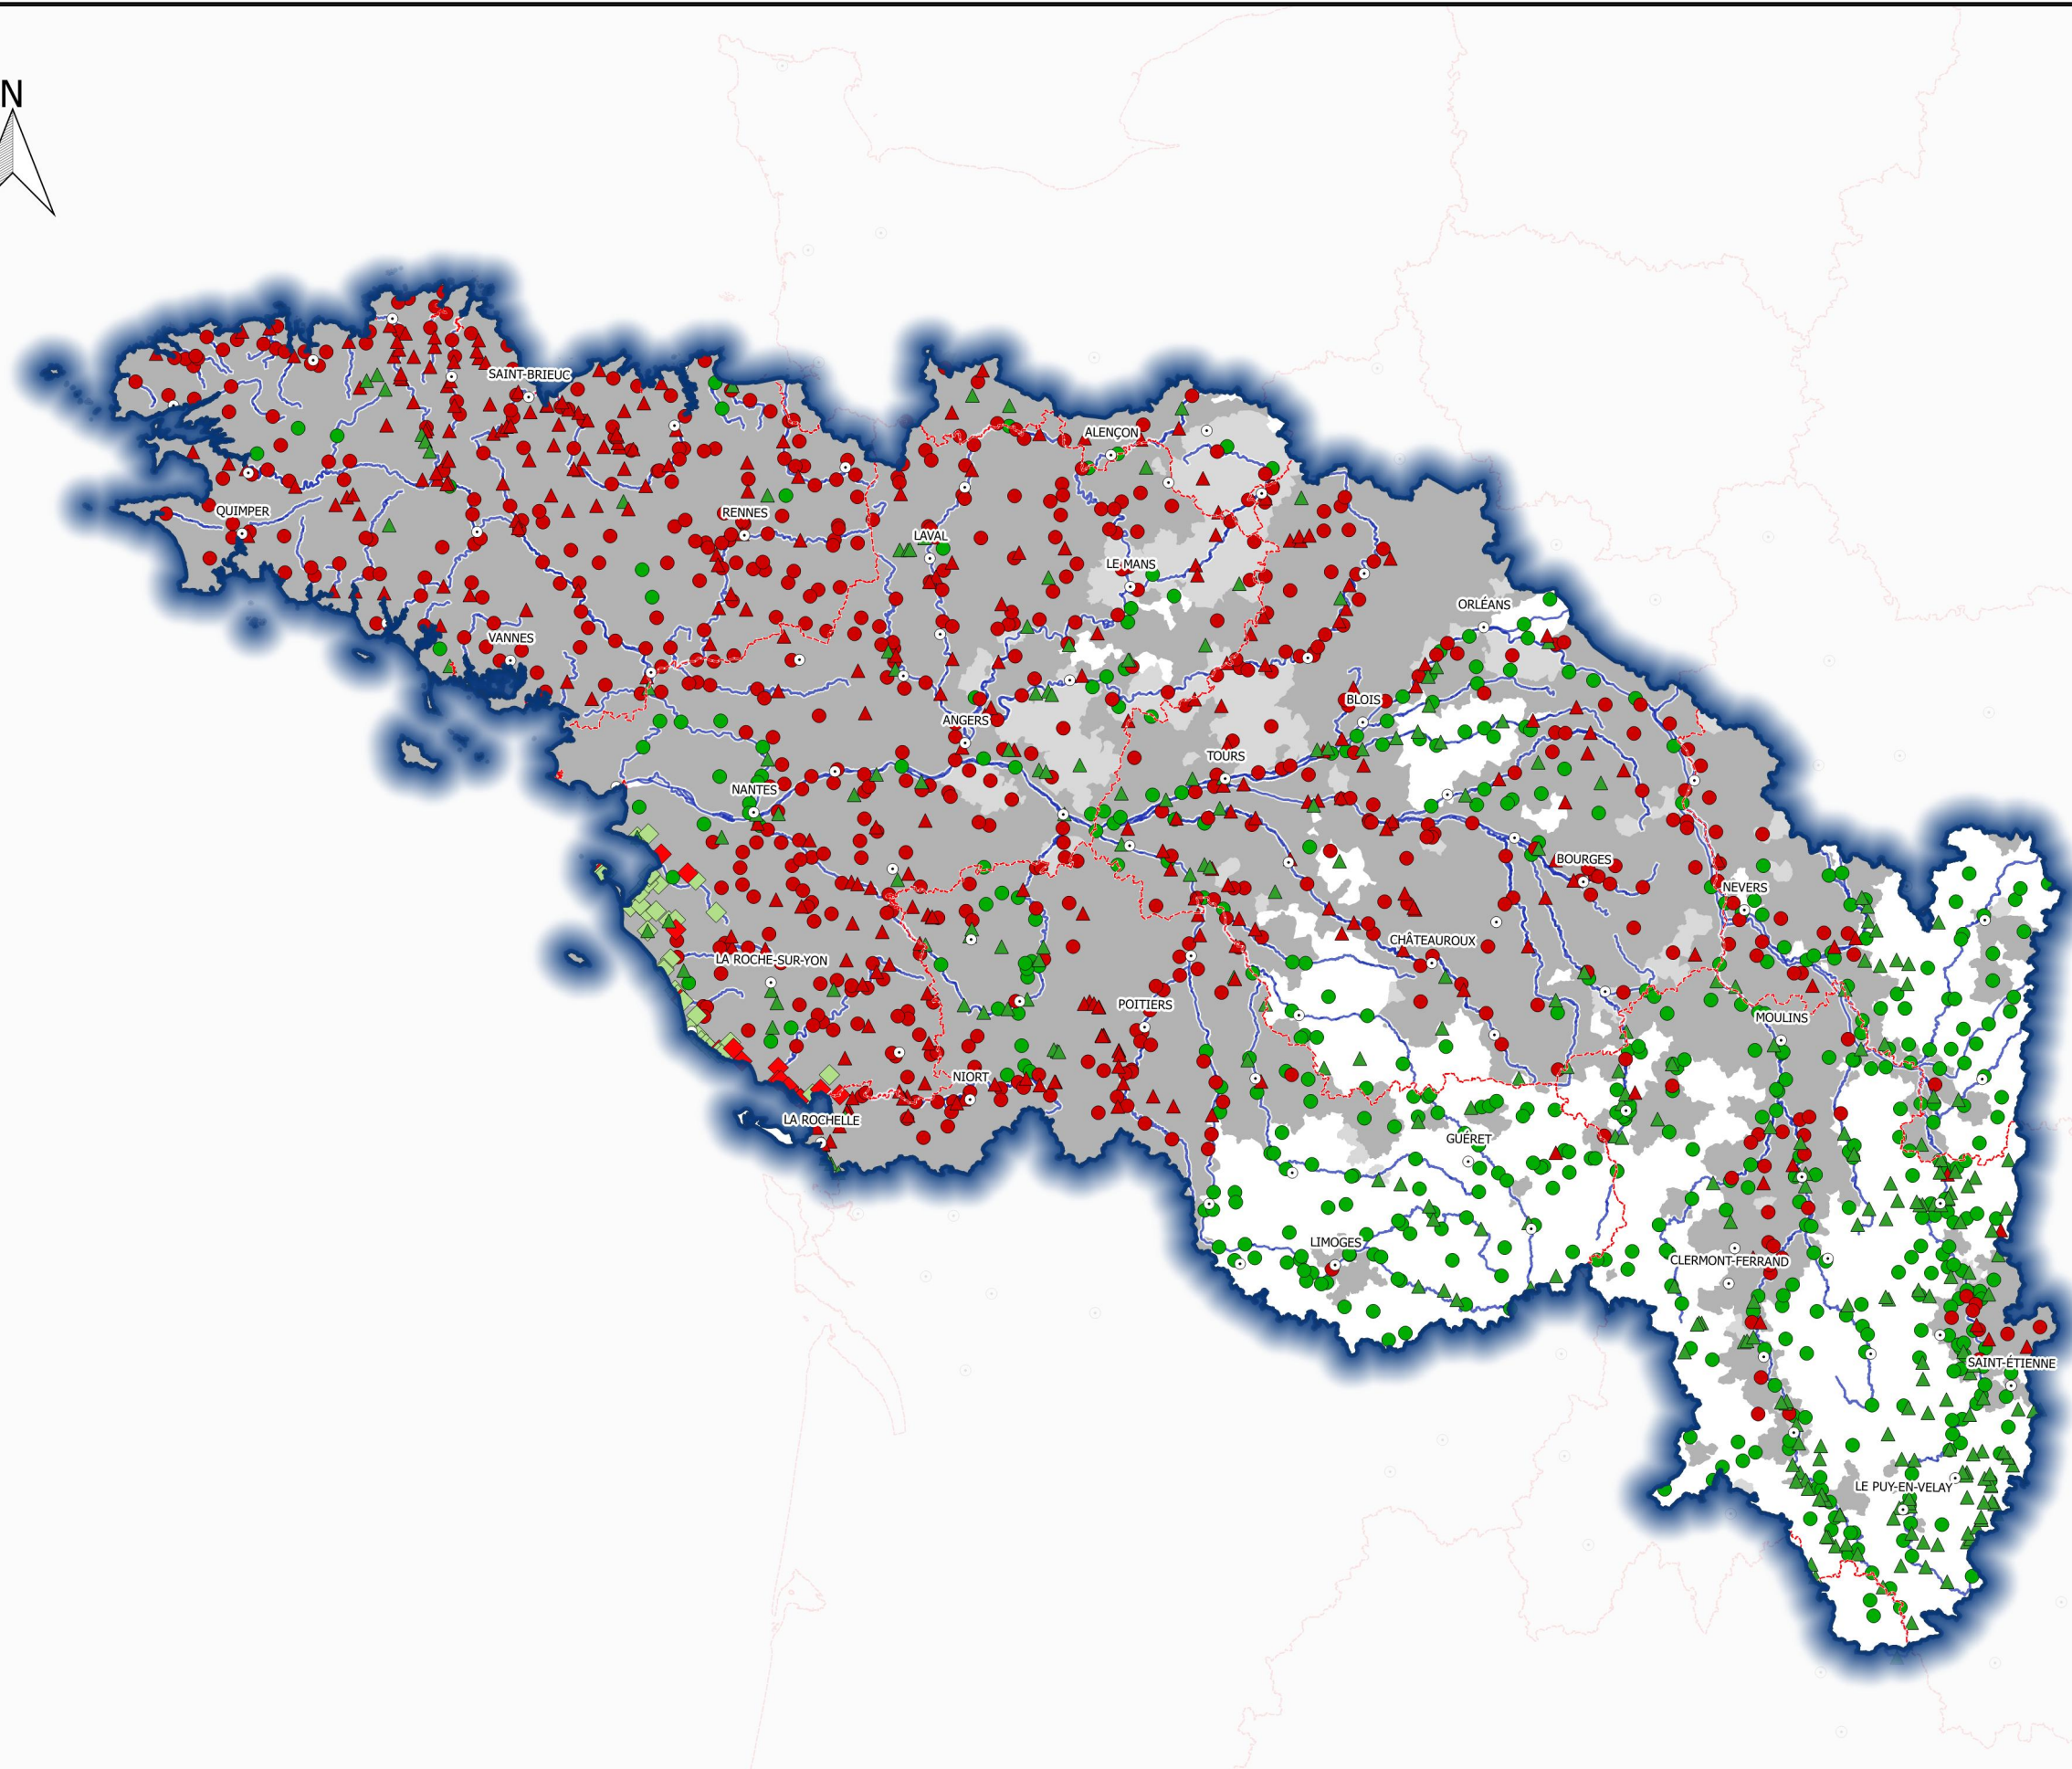 N
SAINT-BRIEUC
ALENÇON
QUIMPER
RENNES
LAVAL
LE MANS
ORLÉANS
VANNES
BLOIS
ANGERS
TOURS
NANTES
BOURGES
NEVERS
CHÂTEAUROUX
LA ROCHE-SUR-YON
POITIERS
MOULINS
NIORT
LA ROCHELLE
GUÉRET
LIMOGES
CLERMONT-FERRAND
SAINT-ÉTIENNE
LE PUY-EN-VELAY